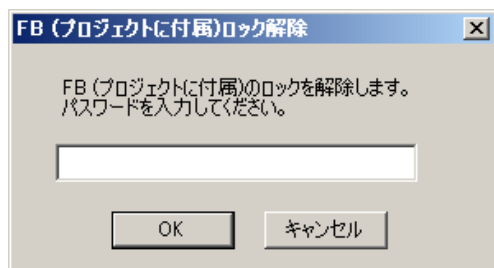 FB (プロジェクトに付属)ロック解除
FB (プロジェクトに付属)のロックを解除します。
パスワードを入力してください。
OK
キャンセル